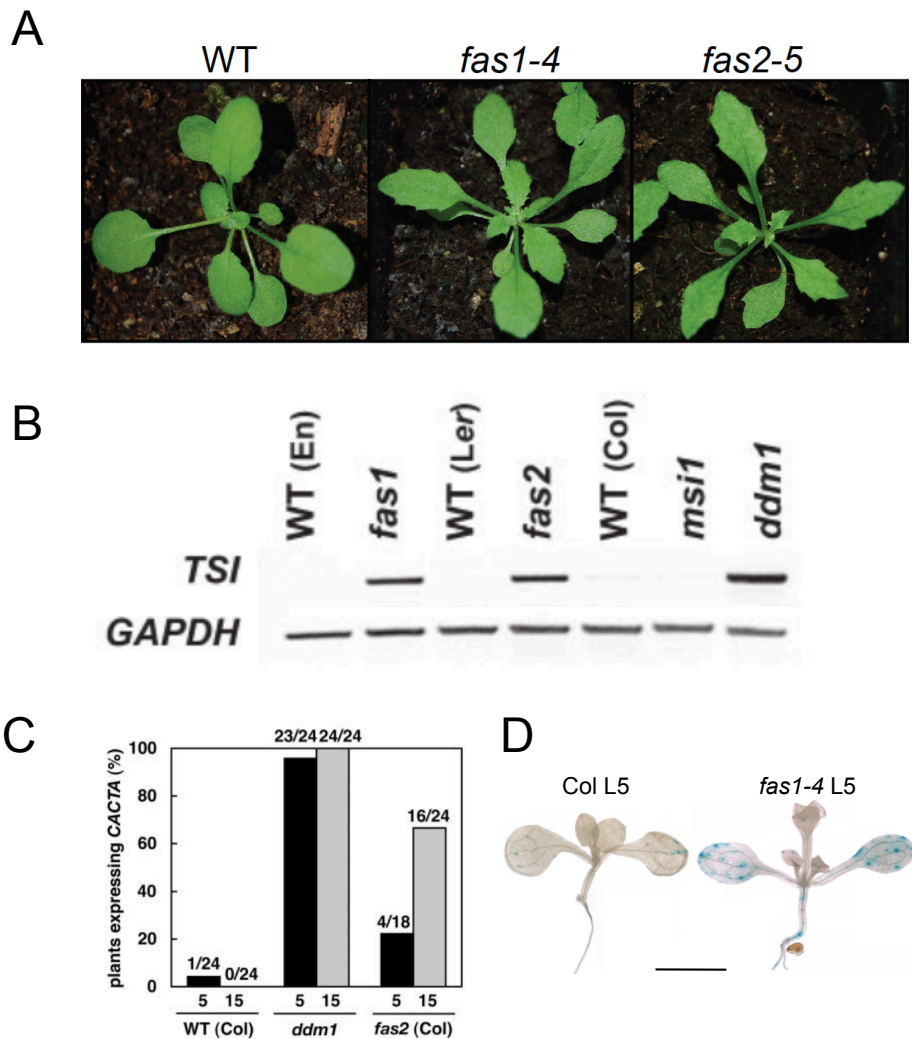 A
WT fas1-4 fas2-5
B
WT (En) fas1 WT (Ler) fas2 WT (Col) msi1 ddm1
TSI
GAPDH
C
plants expressing CACTA (%)
100
80
60
40
20
0
23/24 24/24
16/24
4/18
1/24 0/24
5 15 5 15 5 15
WT (Col) ddm1 fas2 (Col)
D
Col L5 fas1-4 L5